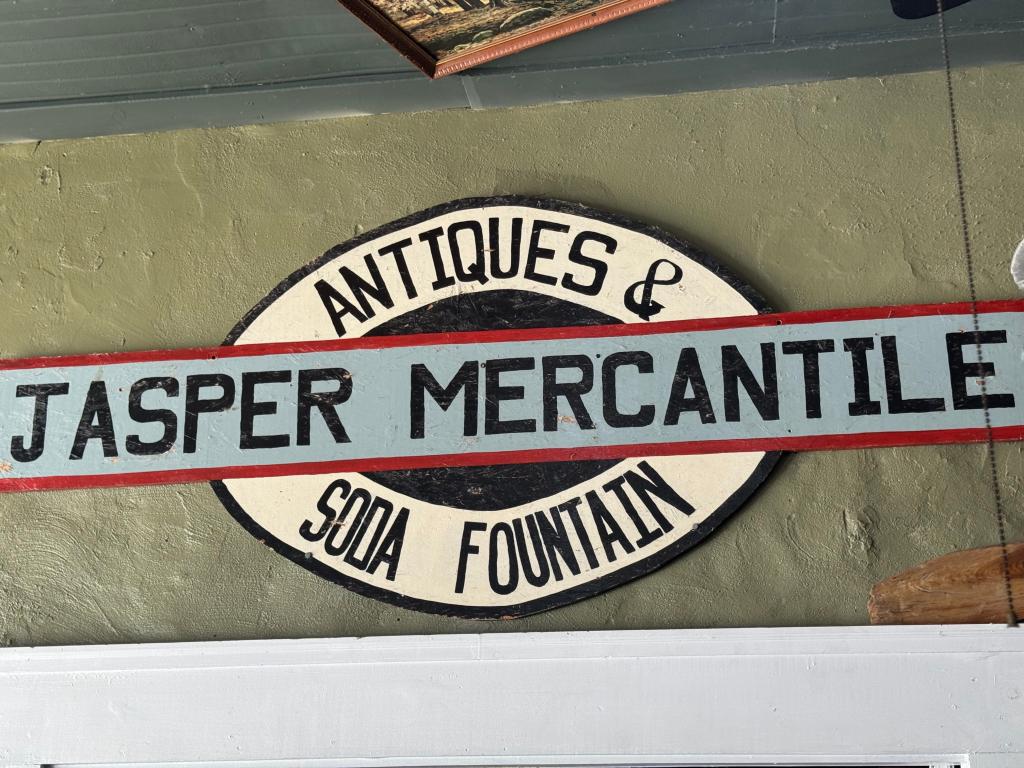 ANTIQUES &
JASPER MERCANTILE
SODA FOUNTAIN